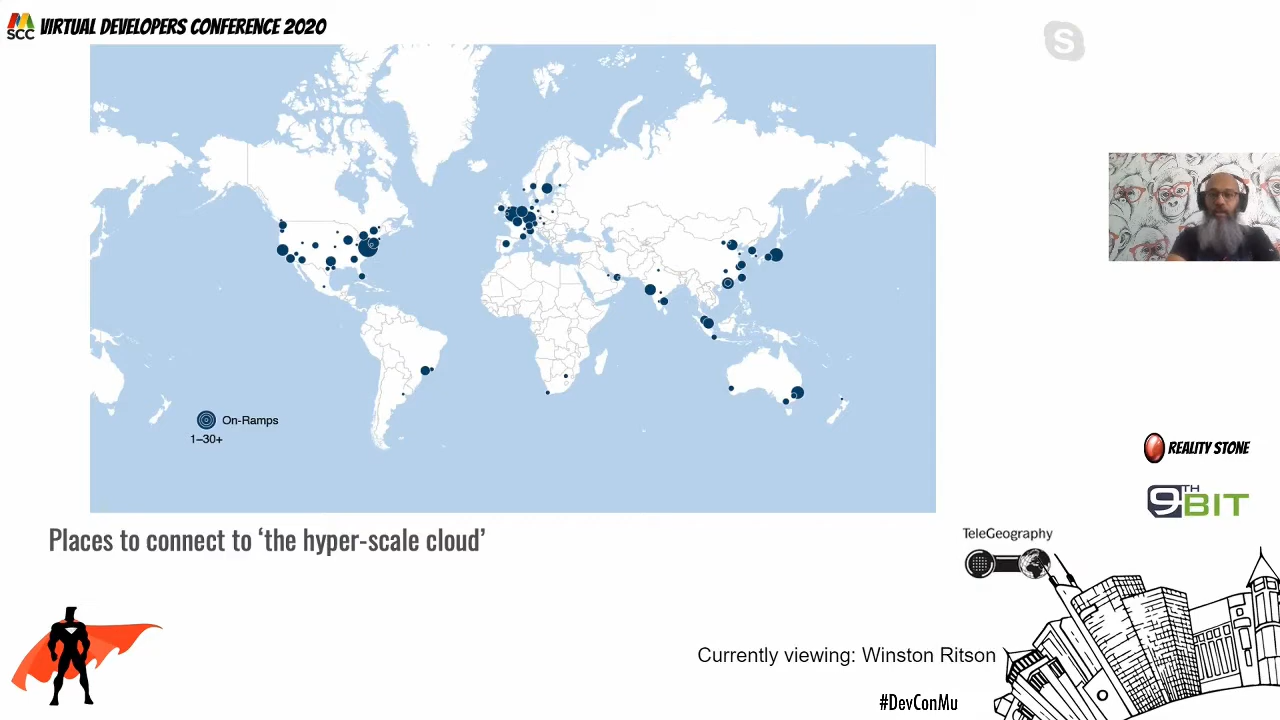 MSCC
VIRTUAL DEVELOPERS CONFERENCE 2020
S
On-Ramps
1–30+
REALITY STONE
9TH BIT
Places to connect to ‘the hyper-scale cloud’
TeleGeography
Currently viewing: Winston Ritson
#DevConMu